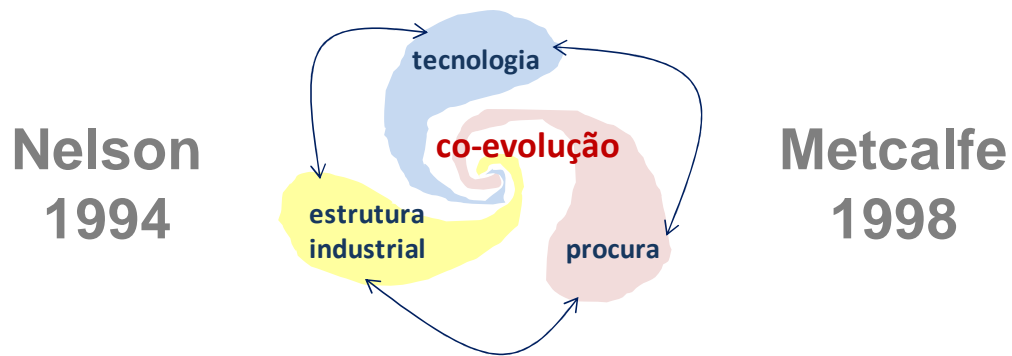 Nelson
1994
tecnologia
co-evolução
estrutura
industrial
procura
Metcalfe
1998